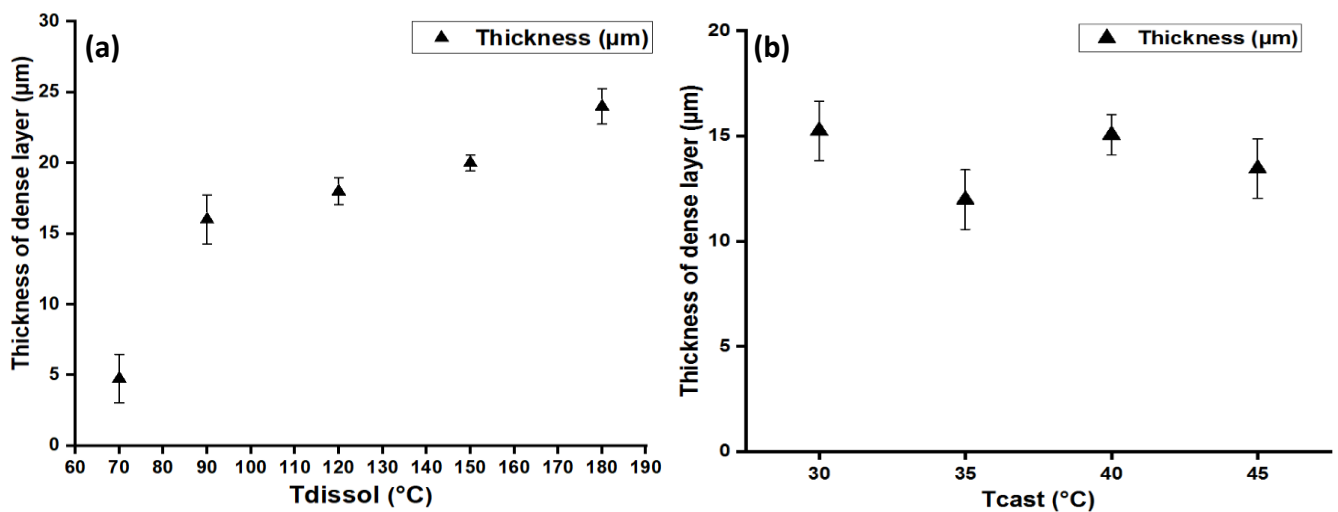 (a)
Thickness (µm)
Thickness of dense layer (µm)
30
25
20
15
10
5
0
60 70 80 90 100 110 120 130 140 150 160 170 180 190
Tdissol (°C)
(b)
Thickness (µm)
Thickness of dense layer (µm)
20
15
10
5
0
30 35 40 45
Tcast (°C)